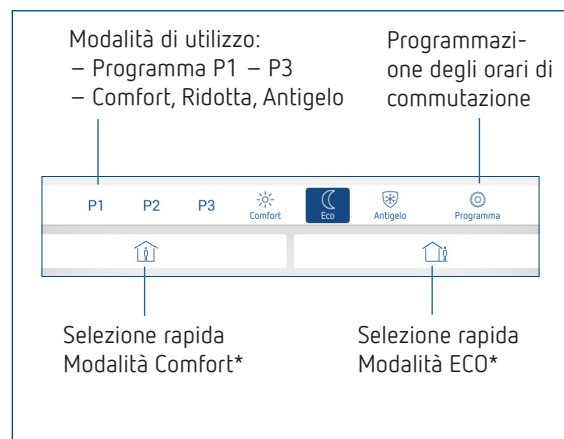 Modalità di utilizzo:
– Programma P1 – P3
– Comfort, Ridotta, Antigelo
Programmazi-
one degli orari di
commutazione
P1 P2 P3 Comfort Eco Antigelo Programma
Selezione rapida
Modalità Comfort*
Selezione rapida
Modalità ECO*